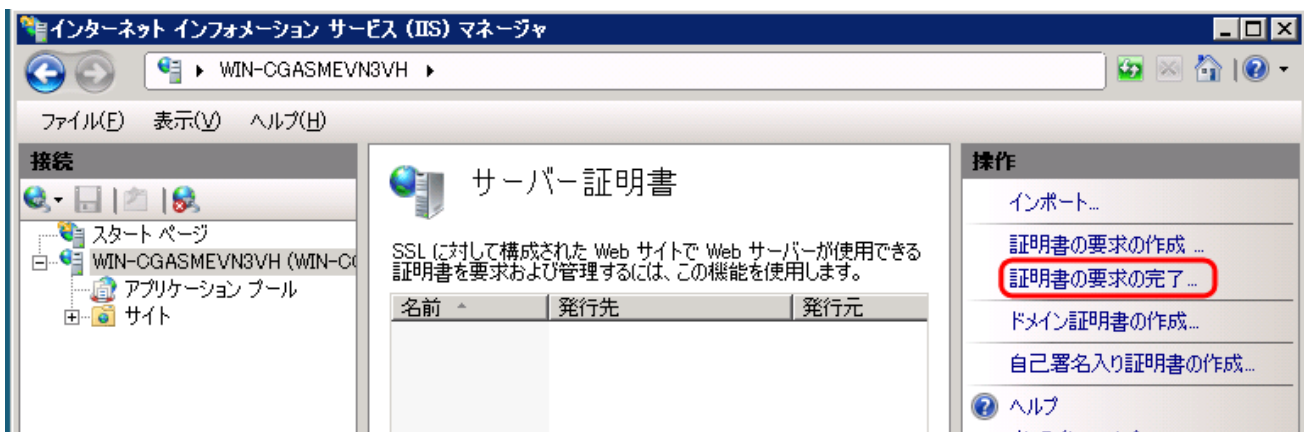 インターネット インフォメーション サービス (IIS) マネージャ
WIN-CGASMEVN3VH
ファイル(F) 表示(V) ヘルプ(H)
接続
スタート ページ
WIN-CGASMEVN3VH (WIN-C
アプリケーション プール
サイト
サーバー証明書
SSL に対して構成された Web サイトで Web サーバーが使用できる
証明書を要求および管理するには、この機能を使用します。
名前 発行先 発行元
操作
インポート...
証明書の要求の作成 ...
証明書の要求の完了...
ドメイン証明書の作成...
自己署名入り証明書の作成...
ヘルプ